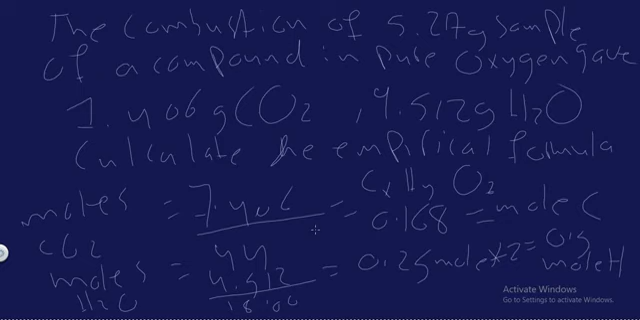 The Combustion of 5.27g sample
of a compound in pure Oxygen gave
7.406g CO2 , 4.512g H2O
Calculate the empirical formula
CxHyOz
moles CO2 = 7.406 / 44 = 0.168 = mole C
moles H2O = 4.512 / 18.00 = 0.25 mole*2 = 0.5 mole H
Activate Windows
Go to Settings to activate Windows.